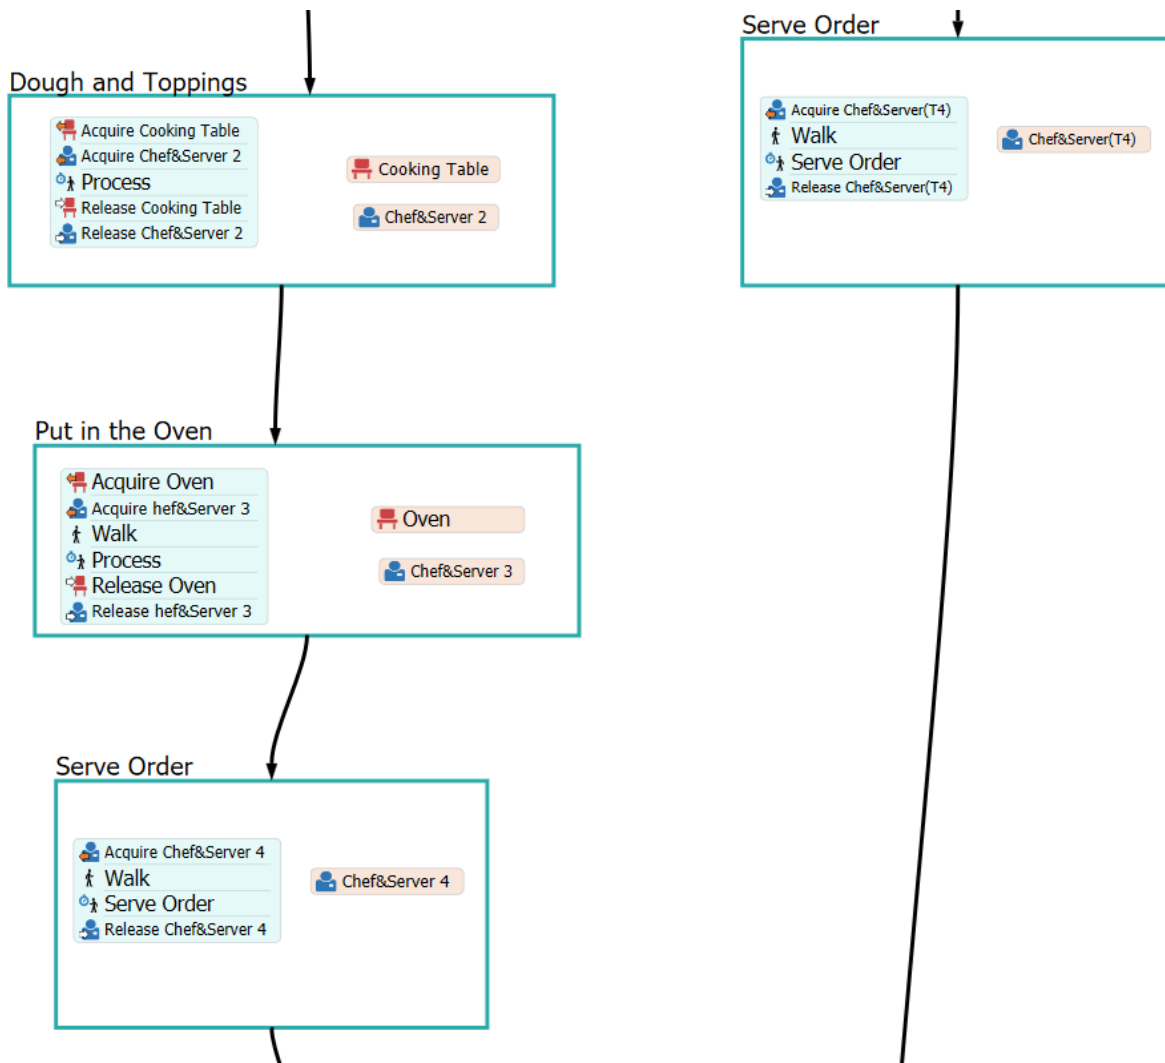 Dough and Toppings
Acquire Cooking Table
Acquire Chef&Server 2
Process
Release Cooking Table
Release Chef&Server 2
Cooking Table
Chef&Server 2
Put in the Oven
Acquire Oven
Acquire hef&Server 3
Walk
Process
Release Oven
Release hef&Server 3
Oven
Chef&Server 3
Serve Order
Acquire Chef&Server 4
Walk
Serve Order
Release Chef&Server 4
Chef&Server 4
Serve Order
Acquire Chef&Server(T4)
Walk
Serve Order
Release Chef&Server(T4)
Chef&Server(T4)